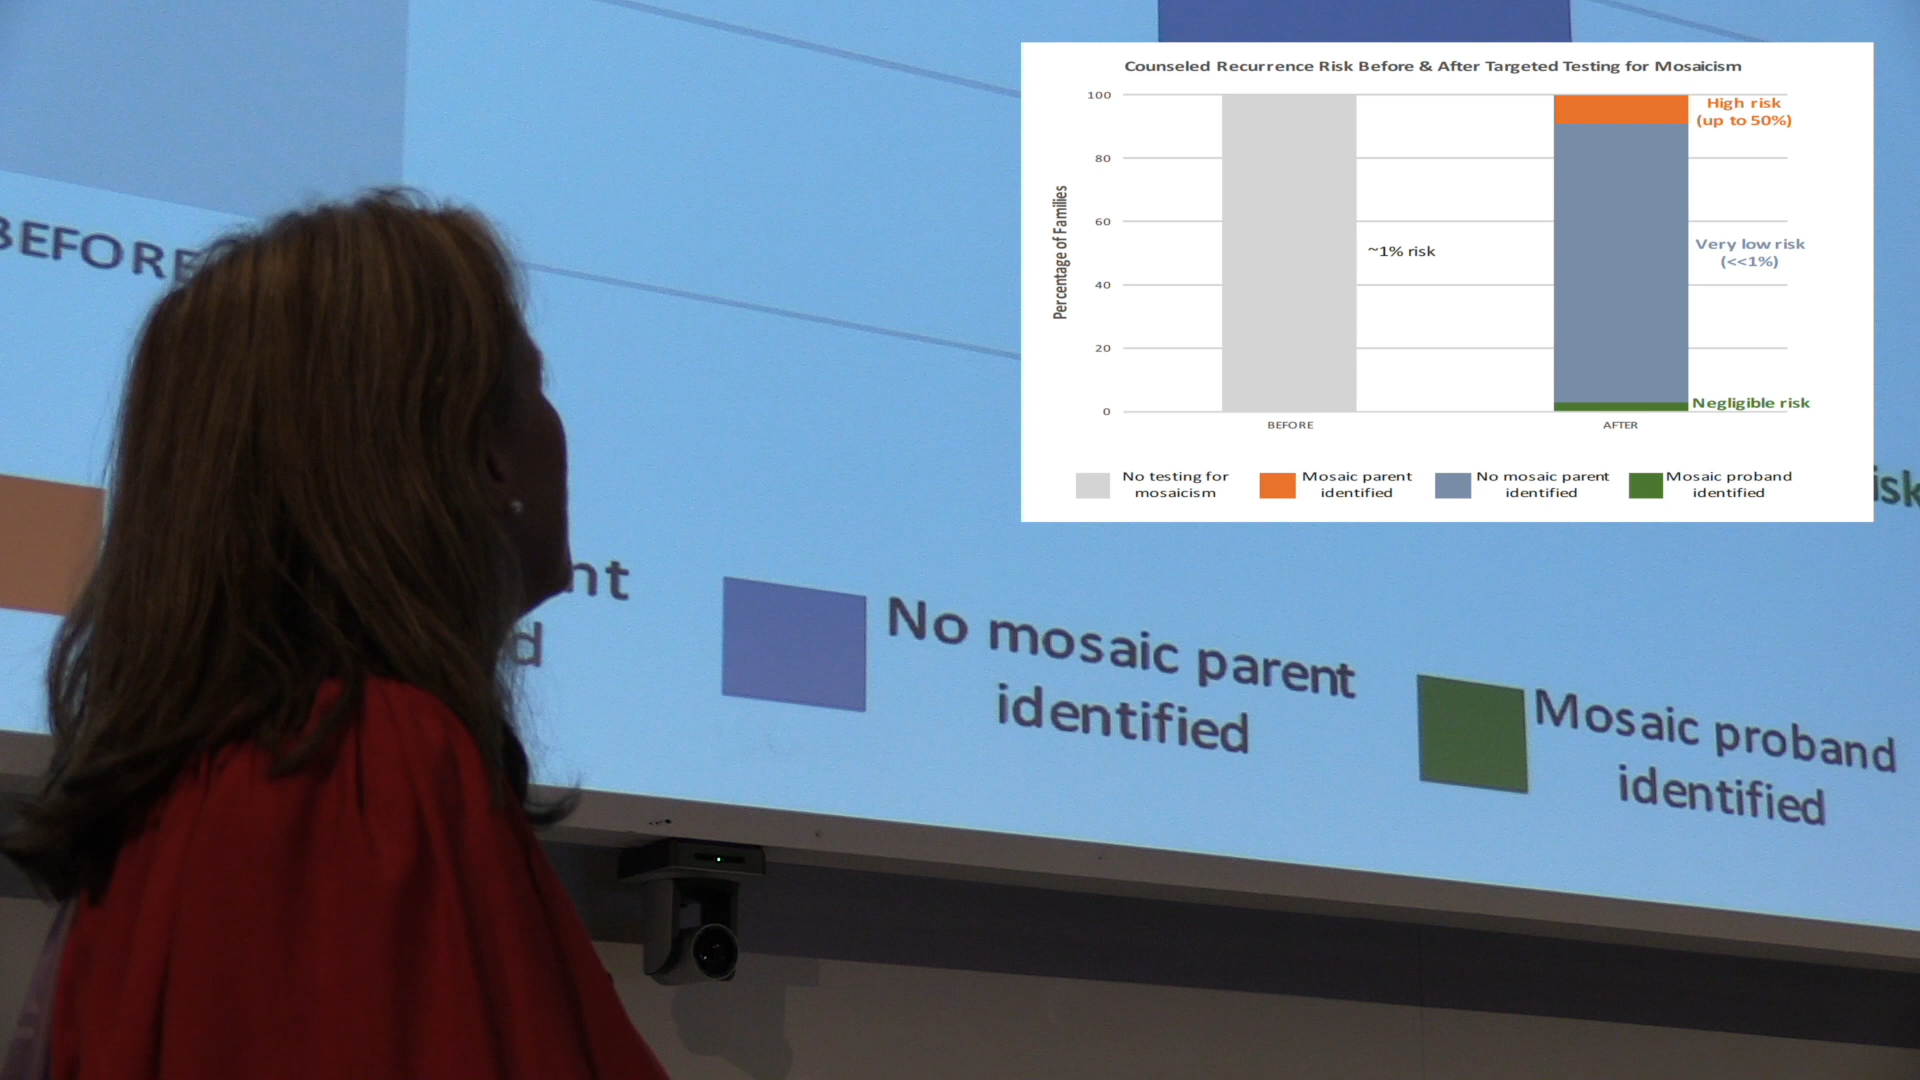 Counseled Recurrence Risk Before & After Targeted Testing for Mosaicism
100
80
60
40
20
0
Percentage of Families
~1% risk
High risk
(up to 50%)
Very low risk
(<<1%)
Negligible risk
BEFORE
AFTER
No testing for
mosaicism
Mosaic parent
identified
No mosaic parent
identified
Mosaic proband
identified
BEFORE
isk
nt
d
No mosaic parent
identified
Mosaic proband
identified